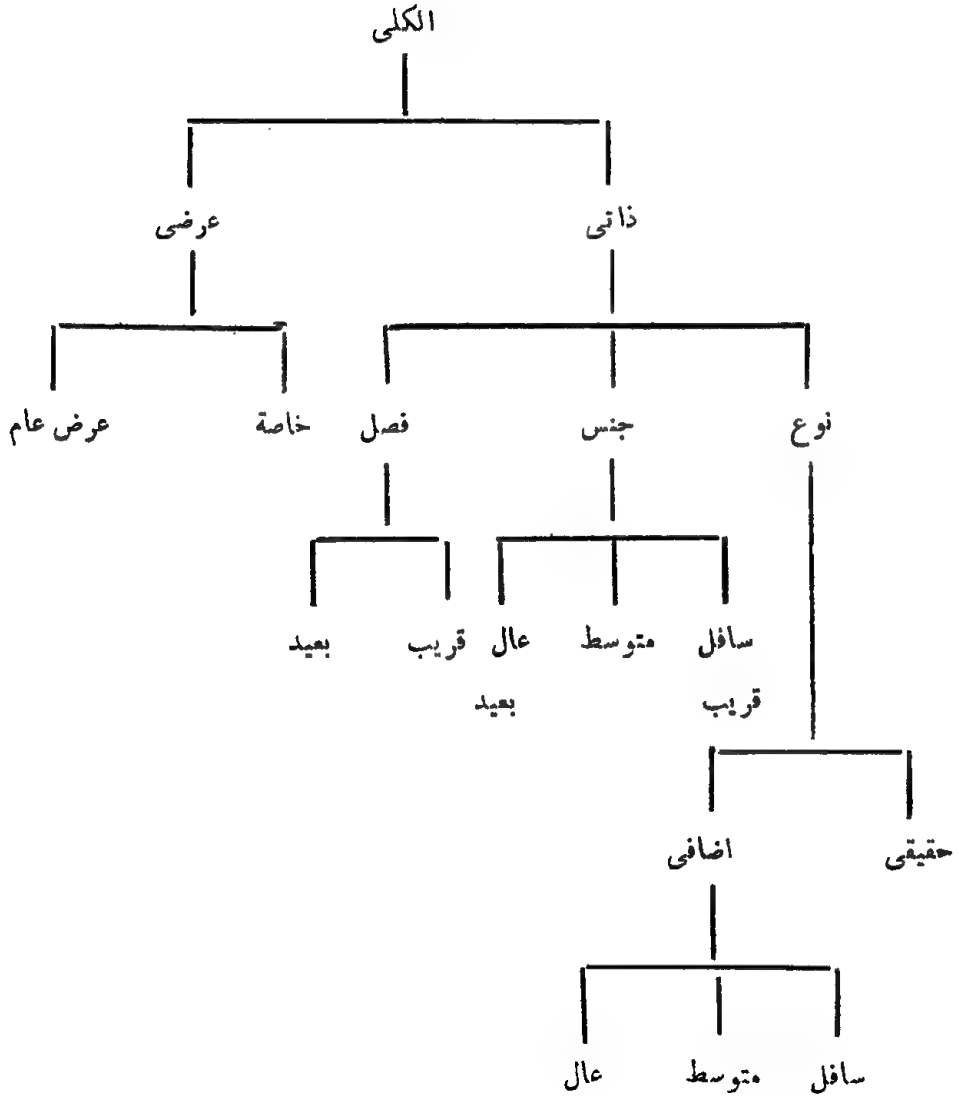 الكلى
ذاتى عرضى
نوع جنس فصل خاصة عرض عام
سافل متوسط عال قريب بعيد
قريب بعيد
حقيقى اضافى
سافل متوسط عال